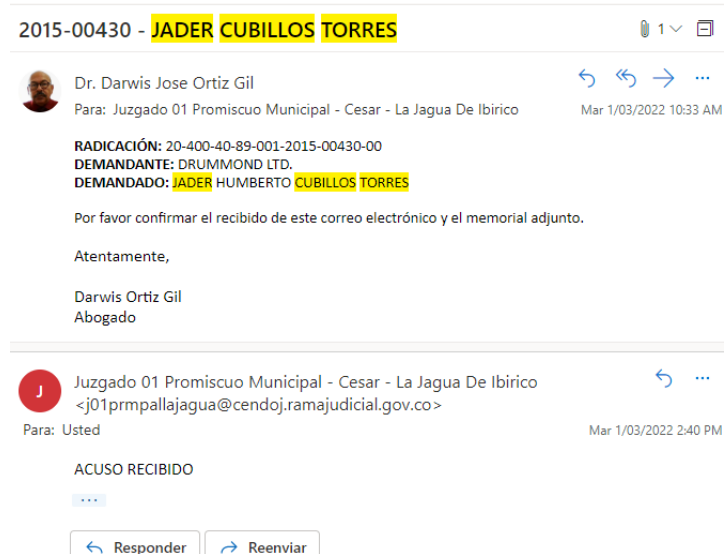 2015-00430 - JADER CUBILLOS TORRES
1
Dr. Darwis Jose Ortiz Gil
Para: Juzgado 01 Promiscuo Municipal - Cesar - La Jagua De Ibirico
Mar 1/03/2022 10:33 AM
RADICACIÓN: 20-400-40-89-001-2015-00430-00
DEMANDANTE: DRUMMOND LTD.
DEMANDADO: JADER HUMBERTO CUBILLOS TORRES
Por favor confirmar el recibido de este correo electrónico y el memorial adjunto.
Atentamente,
Darwis Ortiz Gil
Abogado
J
Juzgado 01 Promiscuo Municipal - Cesar - La Jagua De Ibirico
<j01prmpallajagua@cendoj.ramajudicial.gov.co>
Para: Usted
Mar 1/03/2022 2:40 PM
ACUSO RECIBIDO
...
Responder
Reenviar